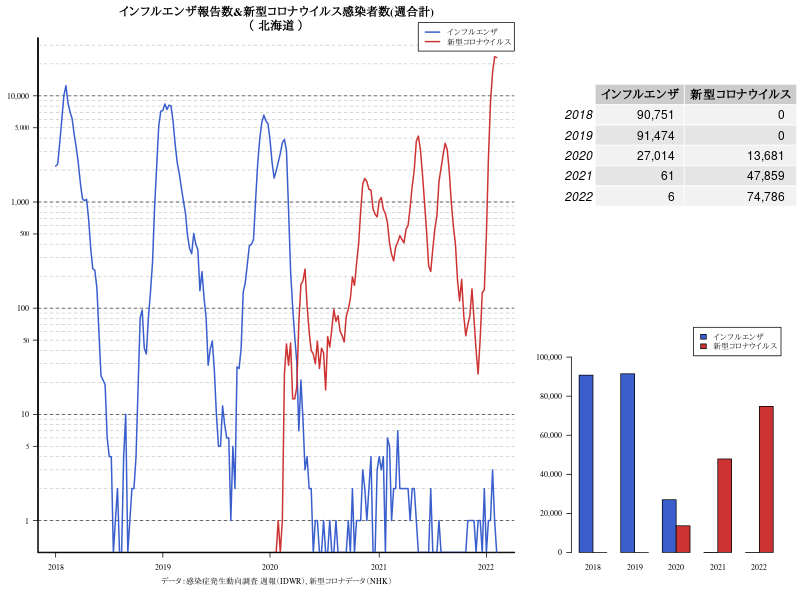 インフルエンザ報告数&新型コロナウイルス感染者数(週合計)
( 北海道 )
インフルエンザ
新型コロナウイルス
10,000
5,000
1,000
500
100
50
10
5
1
2018 2019 2020 2021 2022
データ：感染症発生動向調査 週報(IDWR)、新型コロナデータ(NHK)
インフルエンザ 新型コロナウイルス
2018 90,751 0
2019 91,474 0
2020 27,014 13,681
2021 61 47,859
2022 6 74,786
インフルエンザ
新型コロナウイルス
100,000
80,000
60,000
40,000
20,000
0
2018 2019 2020 2021 2022